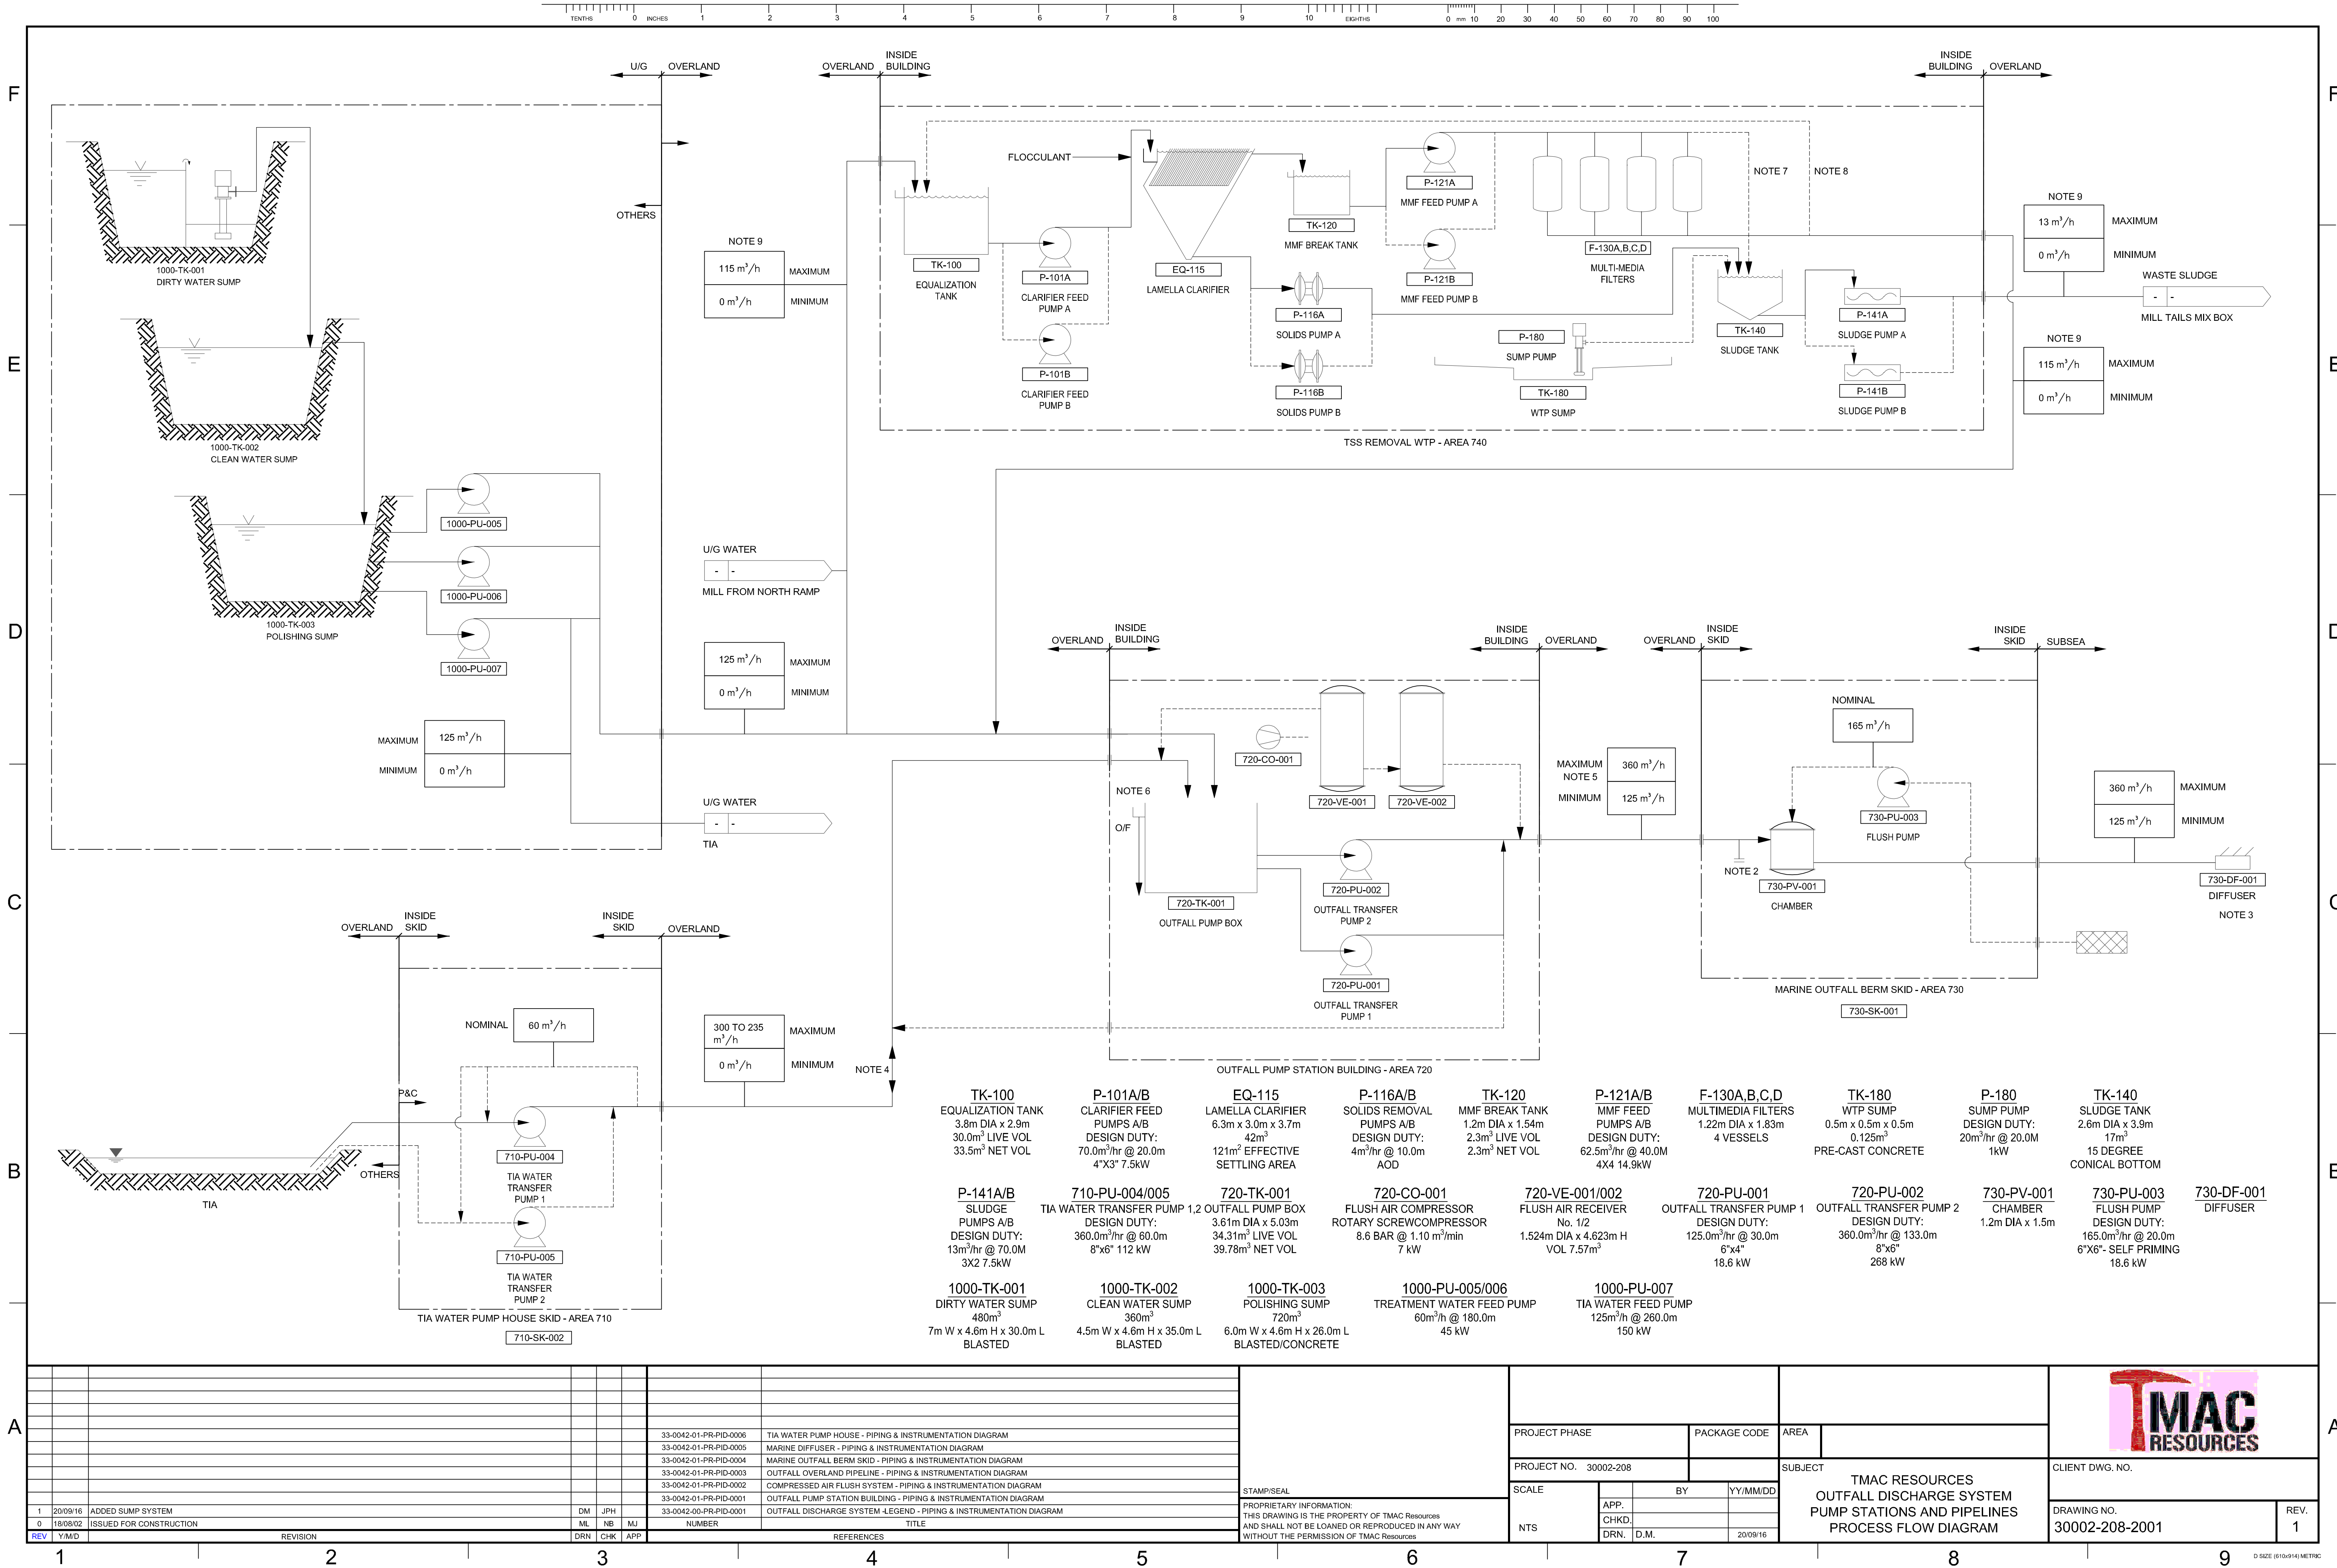 TENTHS 0 INCHES 1 2 3 4 5 6 7 8 9 10 EIGHTHS 0 mm 10 20 30 40 50 60 70 80 90 100
F
E
D
C
B
A
F
E
D
C
B
A
U/G
OVERLAND
OTHERS
1000-TK-001
DIRTY WATER SUMP
1000-TK-002
CLEAN WATER SUMP
1000-TK-003
POLISHING SUMP
1000-PU-005
1000-PU-006
1000-PU-007
MAXIMUM 125 m³/h
MINIMUM 0 m³/h
OVERLAND
INSIDE
BUILDING
NOTE 9
115 m³/h MAXIMUM
0 m³/h MINIMUM
U/G WATER
- -
MILL FROM NORTH RAMP
125 m³/h MAXIMUM
0 m³/h MINIMUM
U/G WATER
- -
TIA
FLOCCULANT
TK-100
EQUALIZATION
TANK
P-101A
CLARIFIER FEED
PUMP A
P-101B
CLARIFIER FEED
PUMP B
EQ-115
LAMELLA CLARIFIER
TK-120
MMF BREAK TANK
P-116A
SOLIDS PUMP A
P-116B
SOLIDS PUMP B
P-121A
MMF FEED PUMP A
P-121B
MMF FEED PUMP B
F-130A,B,C,D
MULTI-MEDIA
FILTERS
P-180
SUMP PUMP
TK-180
WTP SUMP
NOTE 7
NOTE 8
TK-140
SLUDGE TANK
P-141A
SLUDGE PUMP A
P-141B
SLUDGE PUMP B
TSS REMOVAL WTP - AREA 740
INSIDE
BUILDING
OVERLAND
NOTE 9
13 m³/h MAXIMUM
0 m³/h MINIMUM
WASTE SLUDGE
- -
MILL TAILS MIX BOX
NOTE 9
115 m³/h MAXIMUM
0 m³/h MINIMUM
OVERLAND
INSIDE
BUILDING
NOTE 6
O/F
720-TK-001
OUTFALL PUMP BOX
720-CO-001
720-VE-001
720-VE-002
720-PU-002
OUTFALL TRANSFER
PUMP 2
720-PU-001
OUTFALL TRANSFER
PUMP 1
OUTFALL PUMP STATION BUILDING - AREA 720
INSIDE
BUILDING
OVERLAND
MAXIMUM 360 m³/h
NOTE 5
MINIMUM 125 m³/h
OVERLAND
INSIDE
SKID
NOTE 2
NOMINAL
165 m³/h
730-PU-003
FLUSH PUMP
730-PV-001
CHAMBER
INSIDE
SKID
SUBSEA
MARINE OUTFALL BERM SKID - AREA 730
730-SK-001
360 m³/h MAXIMUM
125 m³/h MINIMUM
730-DF-001
DIFFUSER
NOTE 3
OVERLAND
INSIDE
SKID
INSIDE
SKID
OVERLAND
NOMINAL 60 m³/h
P&C
OTHERS
TIA
710-PU-004
TIA WATER
TRANSFER
PUMP 1
710-PU-005
TIA WATER
TRANSFER
PUMP 2
TIA WATER PUMP HOUSE SKID - AREA 710
710-SK-002
300 TO 235
m³/h
MAXIMUM
0 m³/h MINIMUM
NOTE 4
TK-100
EQUALIZATION TANK
3.8m DIA x 2.9m
30.0m³ LIVE VOL
33.5m³ NET VOL
P-101A/B
CLARIFIER FEED
PUMPS A/B
DESIGN DUTY:
70.0m³/hr @ 20.0m
4"X3" 7.5kW
EQ-115
LAMELLA CLARIFIER
6.3m x 3.0m x 3.7m
42m³
121m² EFFECTIVE
SETTLING AREA
P-116A/B
SOLIDS REMOVAL
PUMPS A/B
DESIGN DUTY:
4m³/hr @ 10.0m
AOD
TK-120
MMF BREAK TANK
1.2m DIA x 1.54m
2.3m³ LIVE VOL
2.3m³ NET VOL
P-121A/B
MMF FEED
PUMPS A/B
DESIGN DUTY:
62.5m³/hr @ 40.0M
4X4 14.9kW
F-130A,B,C,D
MULTIMEDIA FILTERS
1.22m DIA x 1.83m
4 VESSELS
TK-180
WTP SUMP
0.5m x 0.5m x 0.5m
0.125m³
PRE-CAST CONCRETE
P-180
SUMP PUMP
DESIGN DUTY:
20m³/hr @ 20.0M
1kW
TK-140
SLUDGE TANK
2.6m DIA x 3.9m
17m³
15 DEGREE
CONICAL BOTTOM
P-141A/B
SLUDGE
PUMPS A/B
DESIGN DUTY:
13m³/hr @ 70.0M
3X2 7.5kW
710-PU-004/005
TIA WATER TRANSFER PUMP 1,2
DESIGN DUTY:
360.0m³/hr @ 60.0m
8"x6" 112 kW
720-TK-001
OUTFALL PUMP BOX
3.61m DIA x 5.03m
34.31m³ LIVE VOL
39.78m³ NET VOL
720-CO-001
FLUSH AIR COMPRESSOR
ROTARY SCREWCOMPRESSOR
8.6 BAR @ 1.10 m³/min
7 kW
720-VE-001/002
FLUSH AIR RECEIVER
No. 1/2
1.524m DIA x 4.623m H
VOL 7.57m³
720-PU-001
OUTFALL TRANSFER PUMP 1
DESIGN DUTY:
125.0m³/hr @ 30.0m
6"x4"
18.6 kW
720-PU-002
OUTFALL TRANSFER PUMP 2
DESIGN DUTY:
360.0m³/hr @ 133.0m
8"x6"
268 kW
730-PV-001
CHAMBER
1.2m DIA x 1.5m
730-PU-003
FLUSH PUMP
DESIGN DUTY:
165.0m³/hr @ 20.0m
6"X6"- SELF PRIMING
18.6 kW
730-DF-001
DIFFUSER
1000-TK-001
DIRTY WATER SUMP
480m³
7m W x 4.6m H x 30.0m L
BLASTED
1000-TK-002
CLEAN WATER SUMP
360m³
4.5m W x 4.6m H x 35.0m L
BLASTED
1000-TK-003
POLISHING SUMP
720m³
6.0m W x 4.6m H x 26.0m L
BLASTED/CONCRETE
1000-PU-005/006
TREATMENT WATER FEED PUMP
60m³/h @ 180.0m
45 kW
1000-PU-007
TIA WATER FEED PUMP
125m³/h @ 260.0m
150 kW
1 20/09/16 ADDED SUMP SYSTEM DM JPH
0 18/08/02 ISSUED FOR CONSTRUCTION ML NB MJ
REV Y/M/D REVISION DRN CHK APP
33-0042-01-PR-PID-0006 TIA WATER PUMP HOUSE - PIPING & INSTRUMENTATION DIAGRAM
33-0042-01-PR-PID-0005 MARINE DIFFUSER - PIPING & INSTRUMENTATION DIAGRAM
33-0042-01-PR-PID-0004 MARINE OUTFALL BERM SKID - PIPING & INSTRUMENTATION DIAGRAM
33-0042-01-PR-PID-0003 OUTFALL OVERLAND PIPELINE - PIPING & INSTRUMENTATION DIAGRAM
33-0042-01-PR-PID-0002 COMPRESSED AIR FLUSH SYSTEM - PIPING & INSTRUMENTATION DIAGRAM
33-0042-01-PR-PID-0001 OUTFALL PUMP STATION BUILDING - PIPING & INSTRUMENTATION DIAGRAM
33-0042-00-PR-PID-0001 OUTFALL DISCHARGE SYSTEM -LEGEND - PIPING & INSTRUMENTATION DIAGRAM
NUMBER TITLE
REFERENCES
STAMP/SEAL
PROPRIETARY INFORMATION:
THIS DRAWING IS THE PROPERTY OF TMAC Resources
AND SHALL NOT BE LOANED OR REPRODUCED IN ANY WAY
WITHOUT THE PERMISSION OF TMAC Resources
PROJECT PHASE PACKAGE CODE AREA
PROJECT NO. 30002-208
SCALE BY YY/MM/DD
APP.
CHKD.
NTS DRN. D.M. 20/09/16
SUBJECT
TMAC RESOURCES
OUTFALL DISCHARGE SYSTEM
PUMP STATIONS AND PIPELINES
PROCESS FLOW DIAGRAM
TMAC
RESOURCES
CLIENT DWG. NO.
DRAWING NO. REV.
30002-208-2001 1
1 2 3 4 5 6 7 8 9
D SIZE (610x914) METRIC